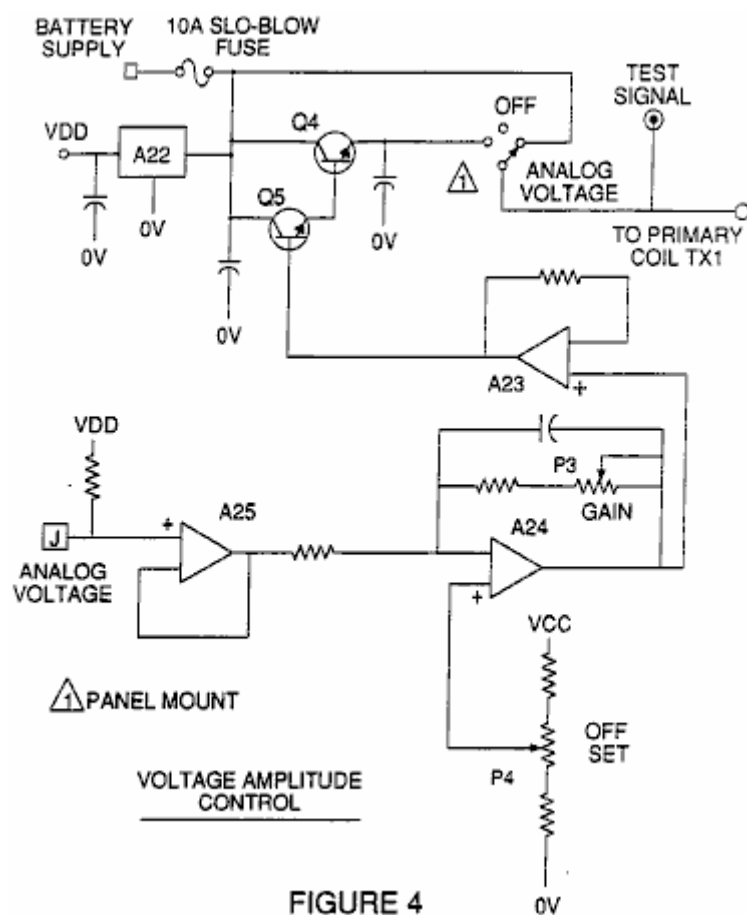 BATTERY
SUPPLY
10A SLO-BLOW
FUSE
TEST
SIGNAL
OFF
Q4
VDD
A22
1
ANALOG
VOLTAGE
Q5
0V
0V
0V
0V
TO PRIMARY
COIL TX1
A23
+
VDD
P3
GAIN
A25
+
A24
J
ANALOG
VOLTAGE
+
VCC
1 PANEL MOUNT
OFF
SET
P4
VOLTAGE AMPLITUDE
CONTROL
FIGURE 4
0V